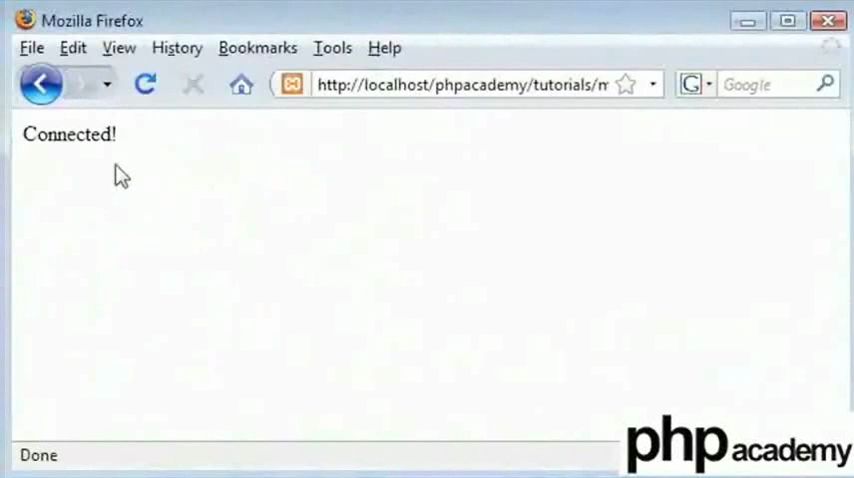 Mozilla Firefox
File Edit View History Bookmarks Tools Help
http://localhost/phpacademy/tutorials/m
G Google
Connected!
Done
php academy